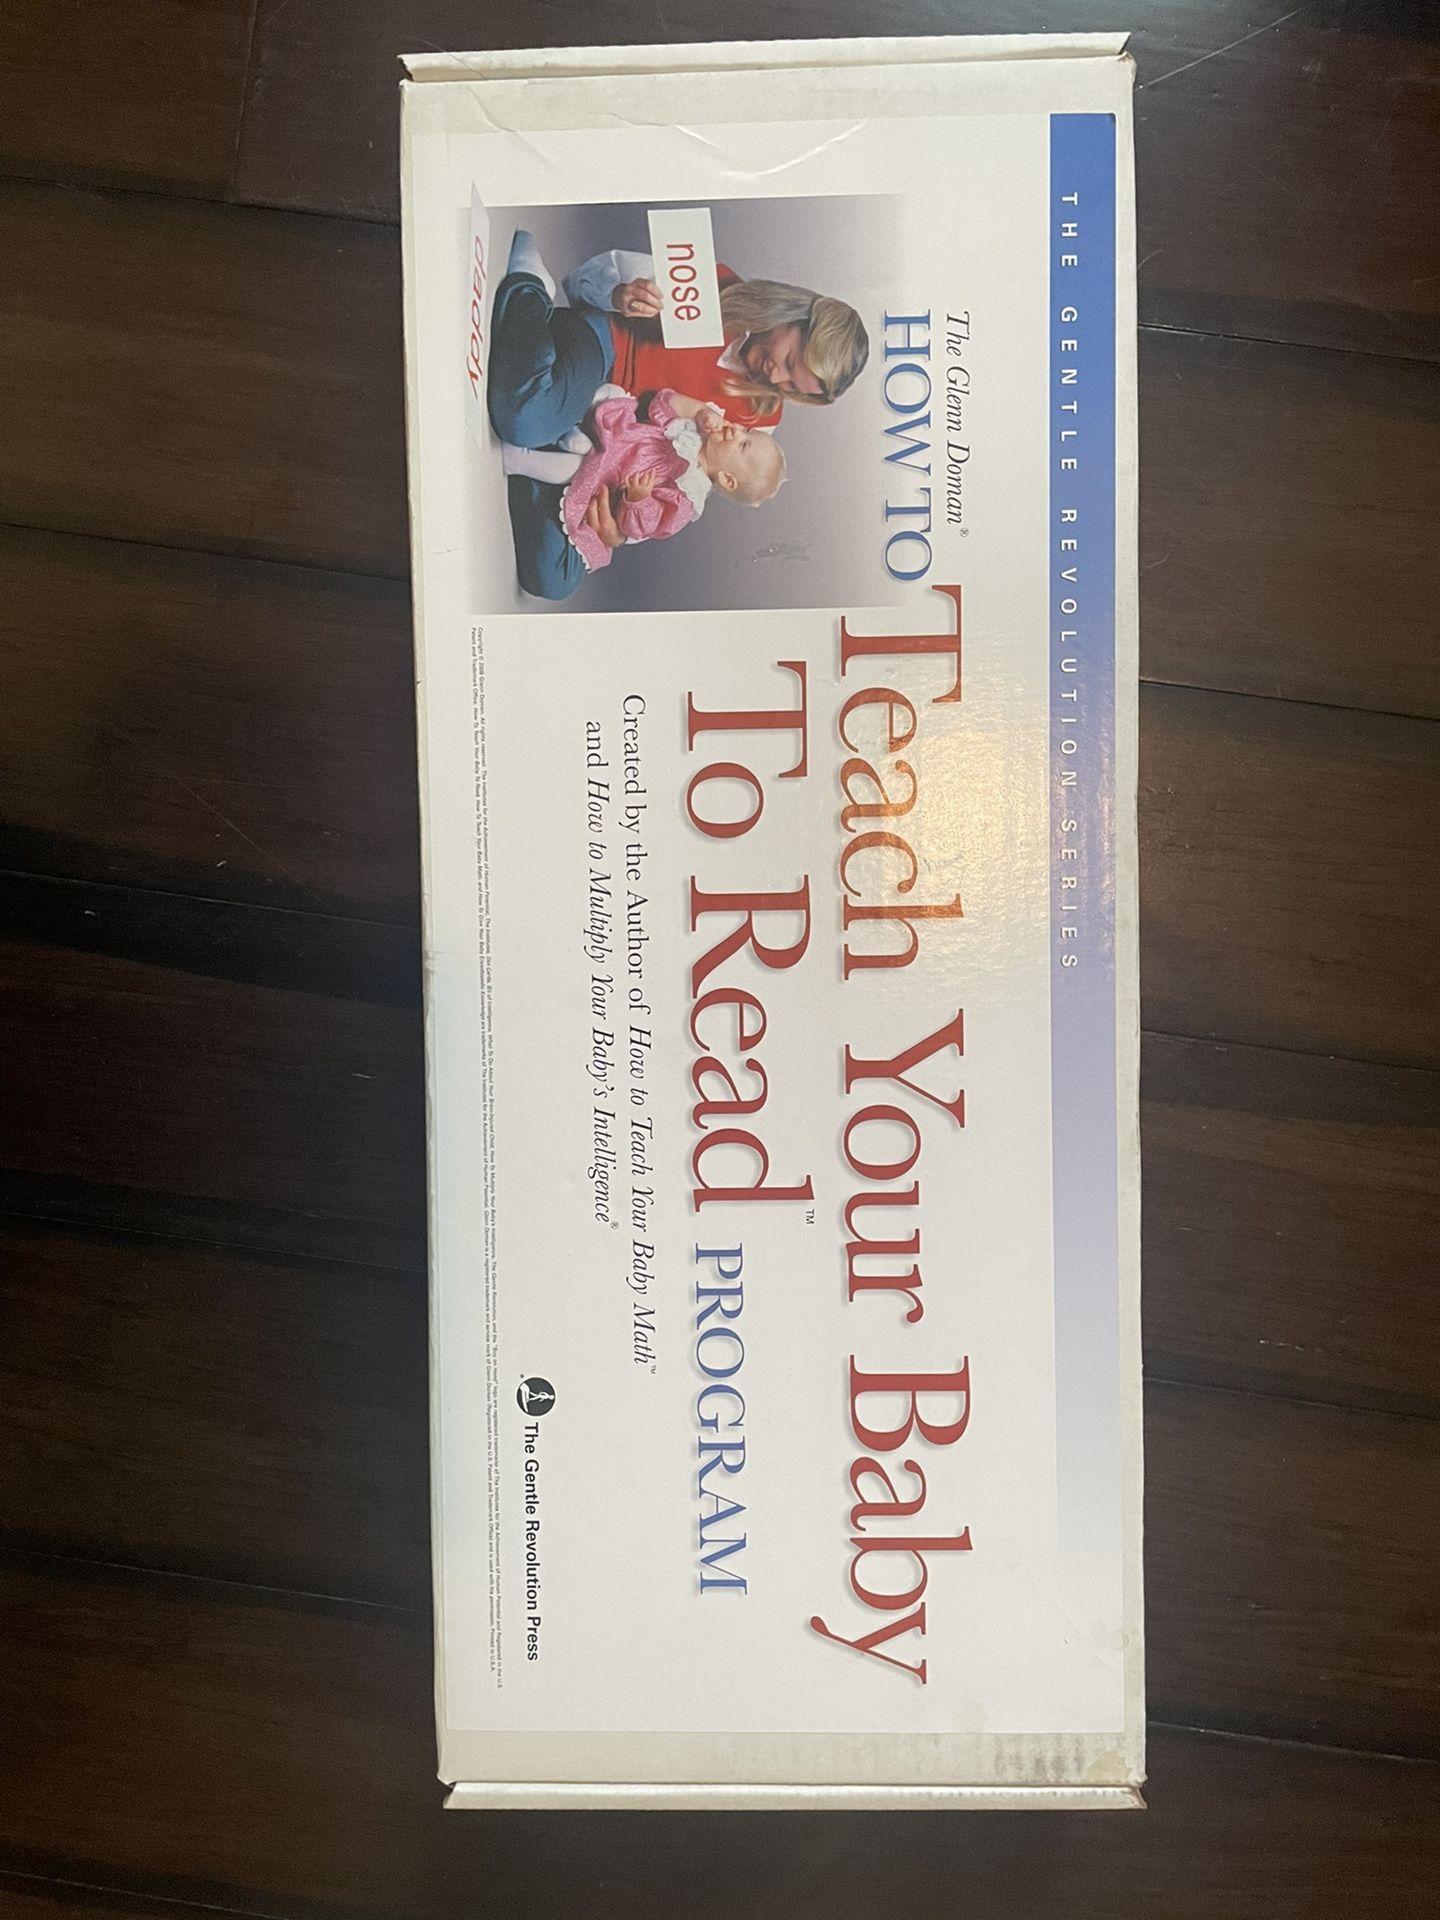 THE GENTLE REVOLUTION SERIES
The Glenn Doman®
HOW TO Teach Your Baby
To Read™ PROGRAM
Created by the Author of How to Teach Your Baby Math™
and How to Multiply Your Baby's Intelligence®
nose
daddy
The Gentle Revolution Press